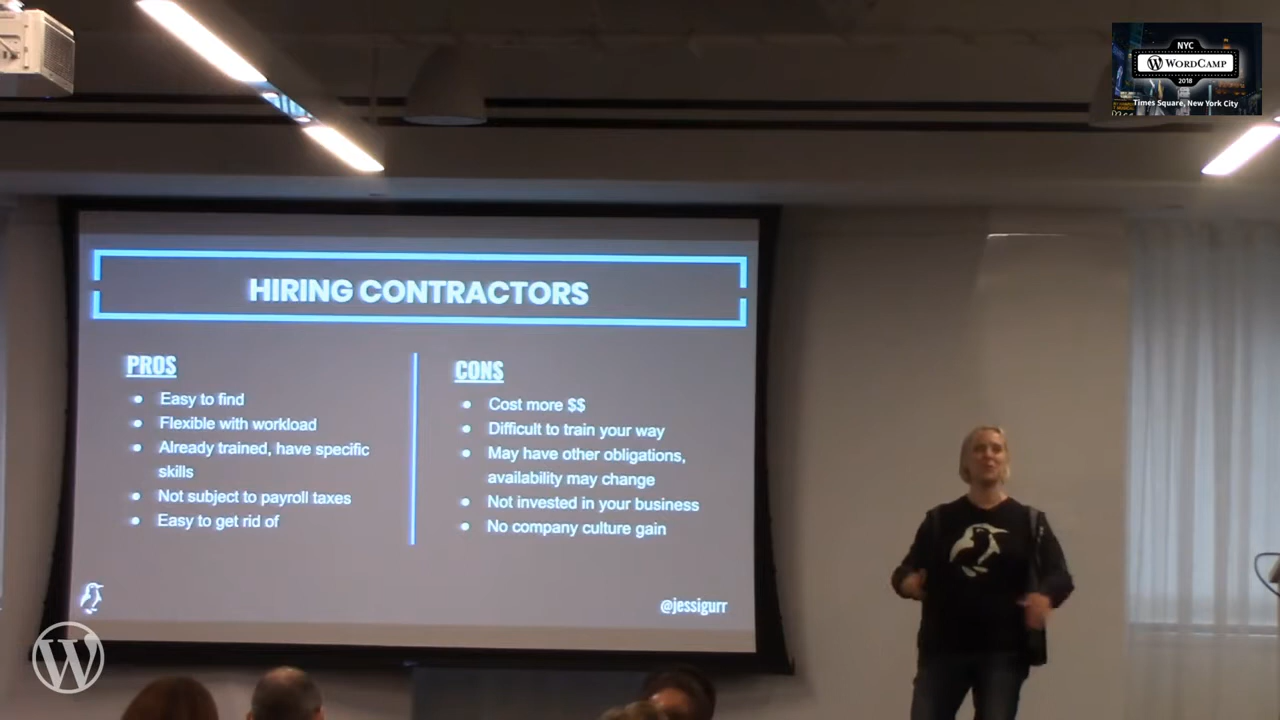 NYC
WORDCAMP
2018
Times Square, New York City
HIRING CONTRACTORS
PROS
• Easy to find
• Flexible with workload
• Already trained, have specific
skills
• Not subject to payroll taxes
• Easy to get rid of
CONS
• Cost more $$
• Difficult to train your way
• May have other obligations,
availability may change
• Not invested in your business
• No company culture gain
@jessigurr